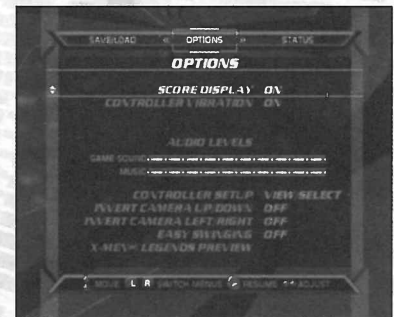 SAVE/LOAD « OPTIONS » STATUS
OPTIONS
SCORE DISPLAY ON
CONTROLLER VIBRATION ON
AUDIO LEVELS
GAME SOUND
MUSIC
CONTROLLER SETUP VIEW/SELECT
INVERT CAMERA UP/DOWN OFF
INVERT CAMERA LEFT/RIGHT OFF
EASY SWINGING OFF
X-MEN™ LEGENDS PREVIEW
MOVE L R SWITCH MENUS RESUME ADJUST